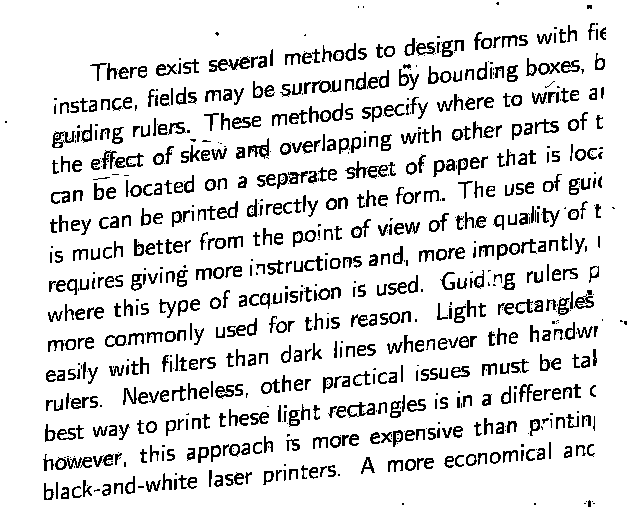 There exist several methods to design forms with fie
instance, fields may be surrounded by bounding boxes, b
guiding rulers. These methods specify where to write ar
the effect of skew and overlapping with other parts of t
can be located on a separate sheet of paper that is loca
they can be printed directly on the form. The use of guid
is much better from the point of view of the quality of t
requires giving more instructions and, more importantly,
where this type of acquisition is used. Guiding rulers p
more commonly used for this reason. Light rectangles
easily with filters than dark lines whenever the handwr
rulers. Nevertheless, other practical issues must be tak
best way to print these light rectangles is in a different c
however, this approach is more expensive than printing
black-and-white laser printers. A more economical and